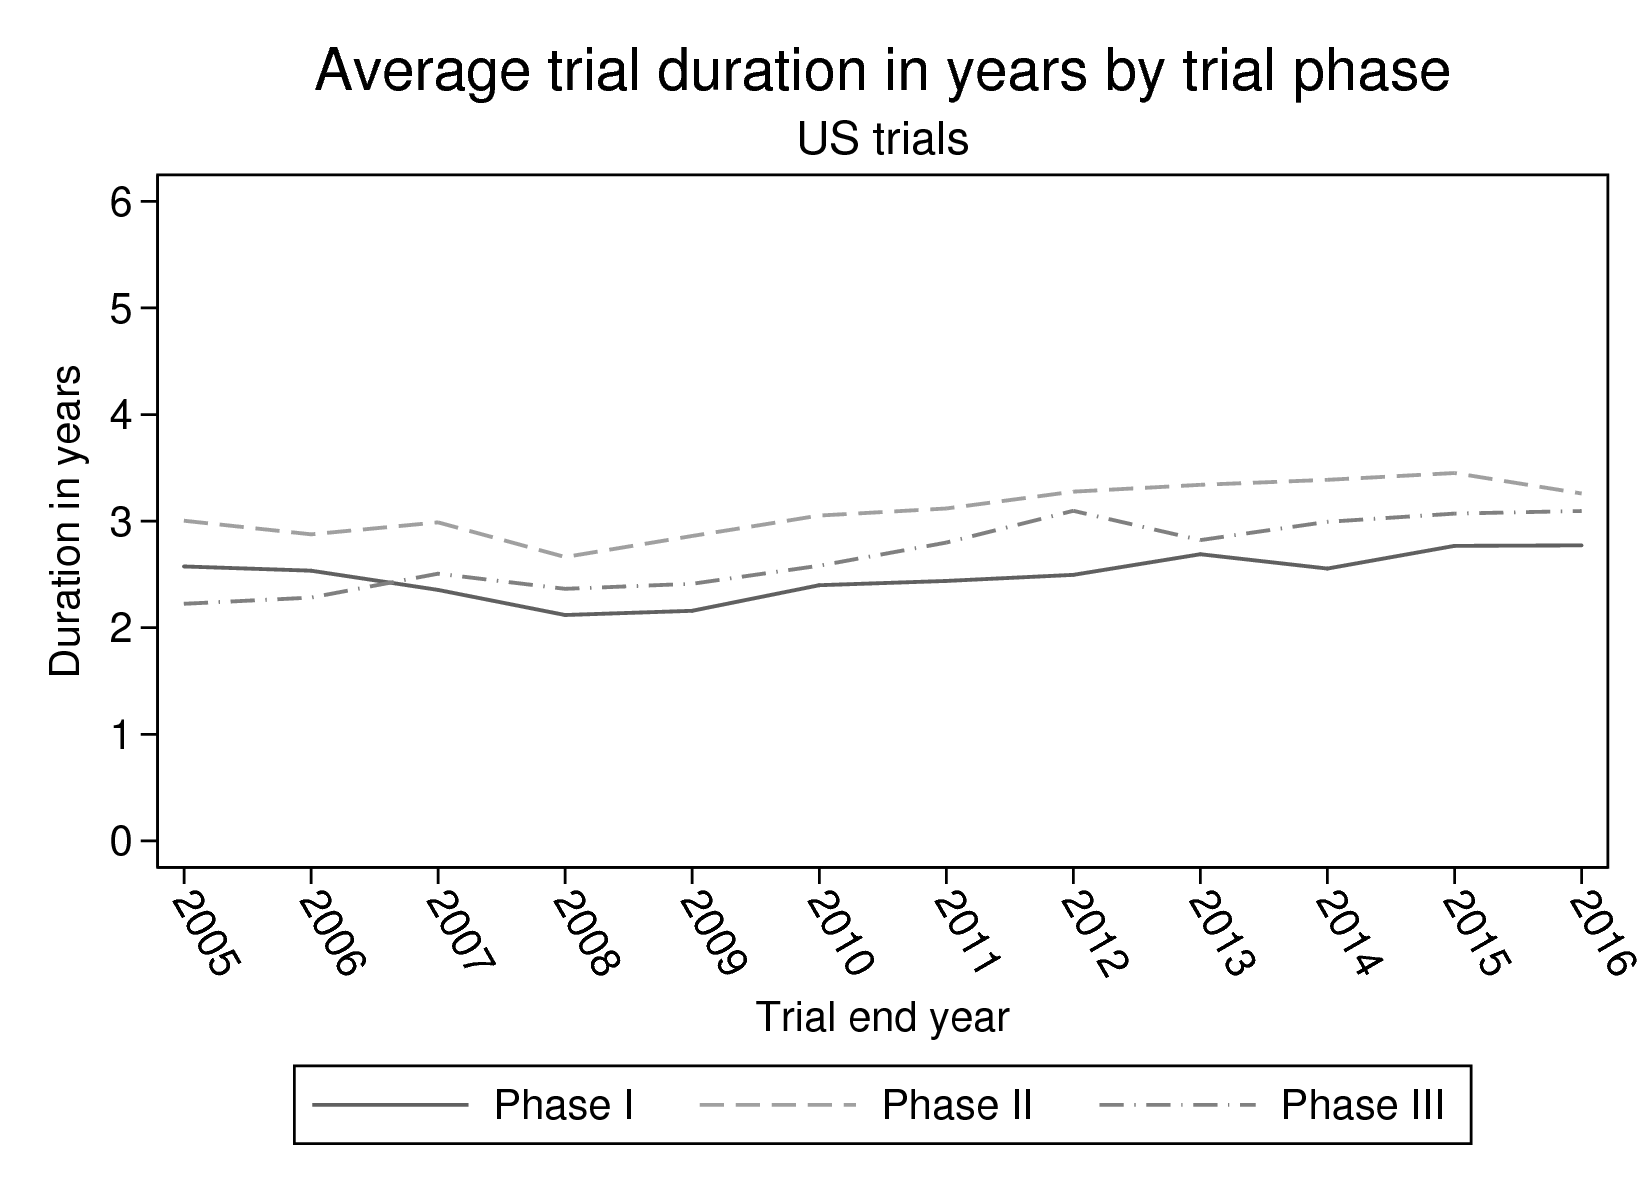 Average trial duration in years by trial phase
US trials
Duration in years
6
5
4
3
2
1
0
2005 2006 2007 2008 2009 2010 2011 2012 2013 2014 2015 2016
Trial end year
Phase I Phase II Phase III